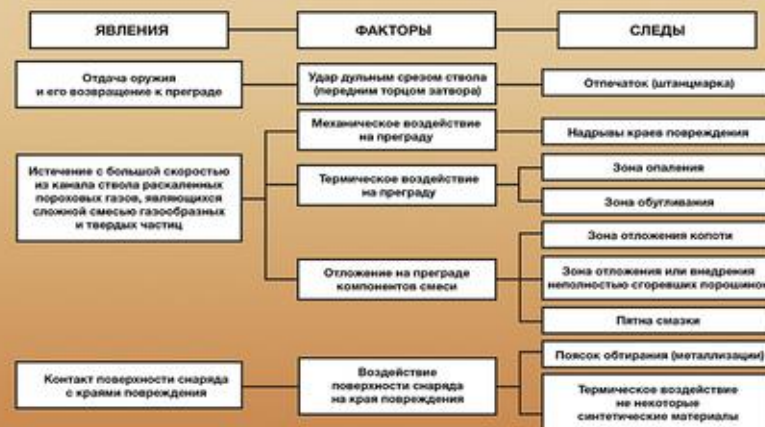 ЯВЛЕНИЯ
ФАКТОРЫ
СЛЕДЫ
Отдача оружия
и его возвращение к преграде
Удар дульным срезом ствола
(передним торцом затвора)
Отпечаток (штанцмарка)
Истечение с большой скоростью
из канала ствола раскаленных
пороховых газов, являющихся
сложной смесью газообразных
и твердых частиц
Механическое воздействие
на преграду
Надрывы краев повреждения
Термическое воздействие
на преграду
Зона опаления
Зона обугливания
Отложение на преграде
компонентов смеси
Зона отложения копоти
Зона отложения или внедрения
неполностью сгоревших порошинок
Пятна смазки
Контакт поверхности снаряда
с краями повреждения
Воздействие
поверхности снаряда
на края повреждения
Поясок обтирания (металлизации)
Термическое воздействие
не некоторые
синтетические материалы